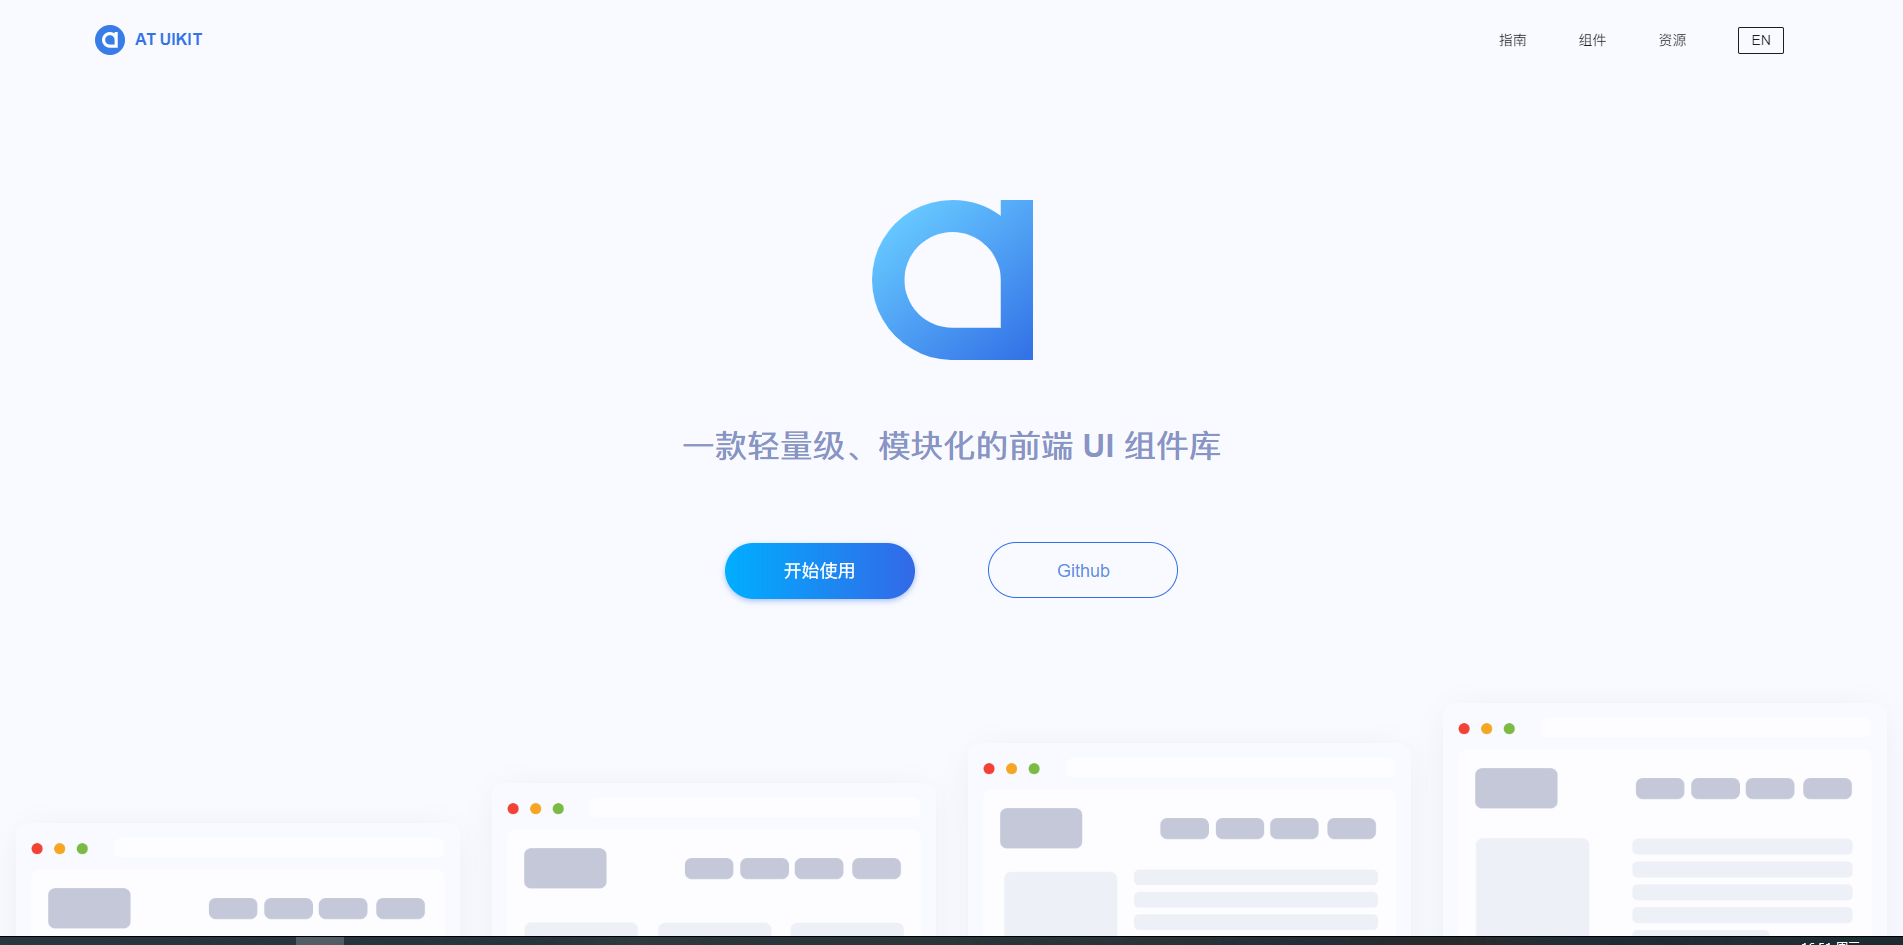 AT UIKIT
指南
组件
资源
EN
一款轻量级、模块化的前端 UI 组件库
开始使用
Github